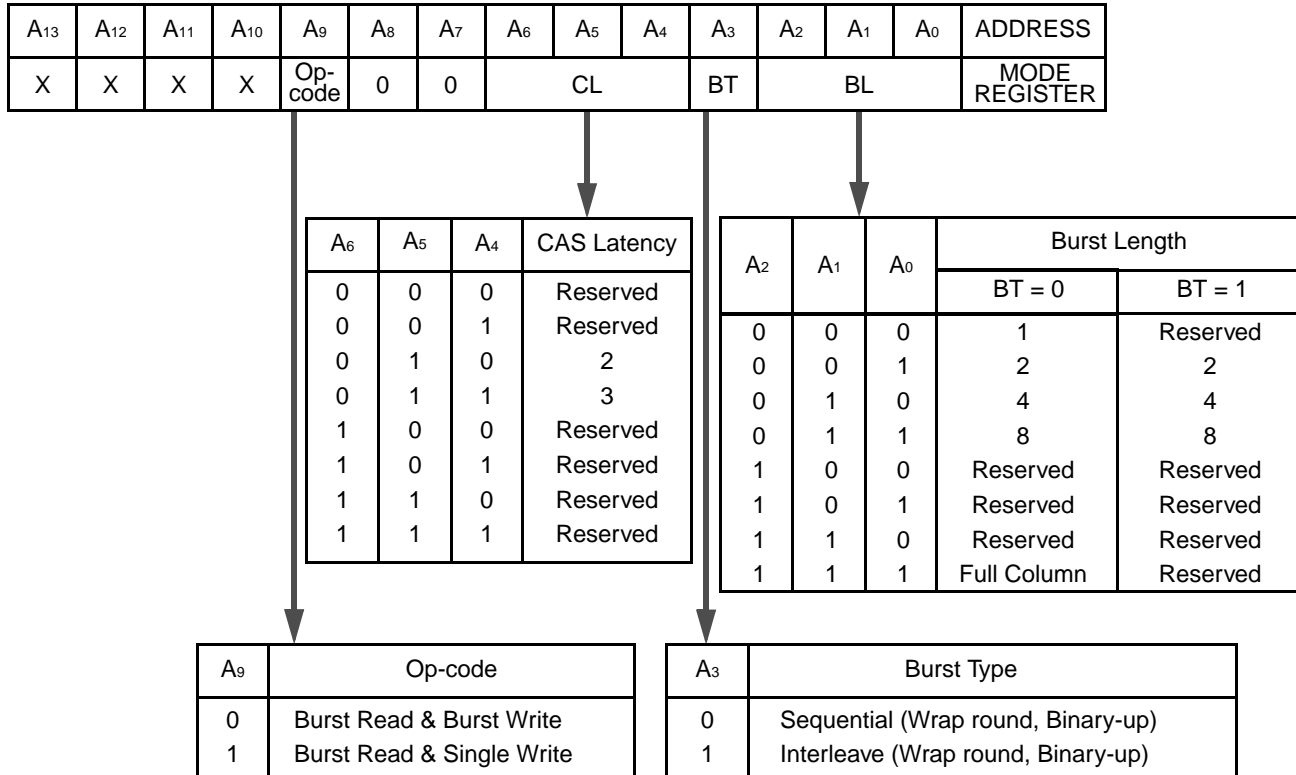 A13 A12 A11 A10 A9 A8 A7 A6 A5 A4 A3 A2 A1 A0 ADDRESS
X X X X Op-code 0 0 CL BT BL MODE REGISTER
A6 A5 A4 CAS Latency
0 0 0 Reserved
0 0 1 Reserved
0 1 0 2
0 1 1 3
1 0 0 Reserved
1 0 1 Reserved
1 1 0 Reserved
1 1 1 Reserved
A2 A1 A0 Burst Length
BT = 0 BT = 1
0 0 0 1 Reserved
0 0 1 2 2
0 1 0 4 4
0 1 1 8 8
1 0 0 Reserved Reserved
1 0 1 Reserved Reserved
1 1 0 Reserved Reserved
1 1 1 Full Column Reserved
A9 Op-code
0 Burst Read & Burst Write
1 Burst Read & Single Write
A3 Burst Type
0 Sequential (Wrap round, Binary-up)
1 Interleave (Wrap round, Binary-up)